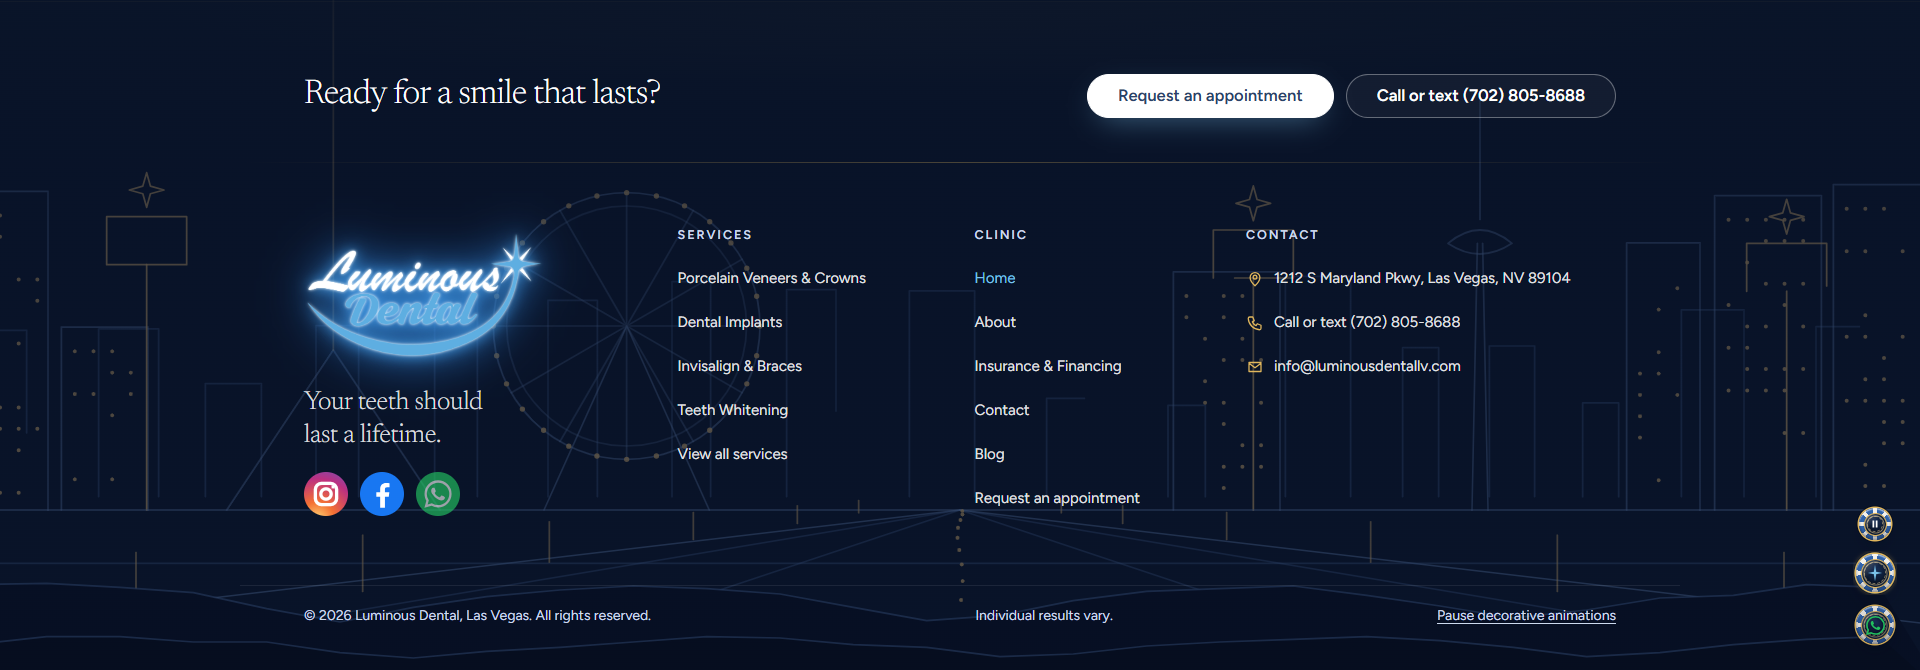 Ready for a smile that lasts?
Request an appointment
Call or text (702) 805-8688
Luminous
Dental
Your teeth should
last a lifetime.
SERVICES
Porcelain Veneers & Crowns
Dental Implants
Invisalign & Braces
Teeth Whitening
View all services
CLINIC
Home
About
Insurance & Financing
Contact
Blog
Request an appointment
CONTACT
1212 S Maryland Pkwy, Las Vegas, NV 89104
Call or text (702) 805-8688
info@luminousdentallv.com
© 2026 Luminous Dental, Las Vegas. All rights reserved.
Individual results vary.
Pause decorative animations